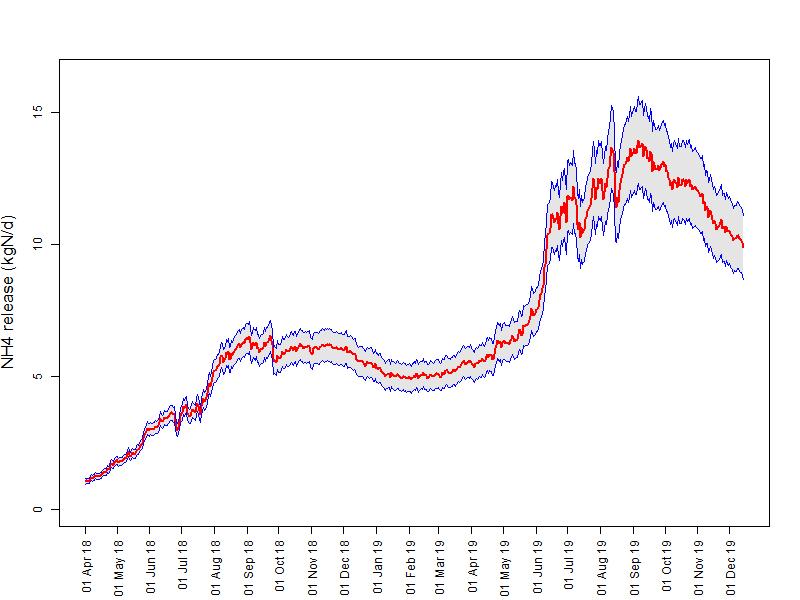 NH4 release (kgN/d)
15
10
5
0
01 Apr 18
01 May 18
01 Jun 18
01 Jul 18
01 Aug 18
01 Sep 18
01 Oct 18
01 Nov 18
01 Dec 18
01 Jan 19
01 Feb 19
01 Mar 19
01 Apr 19
01 May 19
01 Jun 19
01 Jul 19
01 Aug 19
01 Sep 19
01 Oct 19
01 Nov 19
01 Dec 19